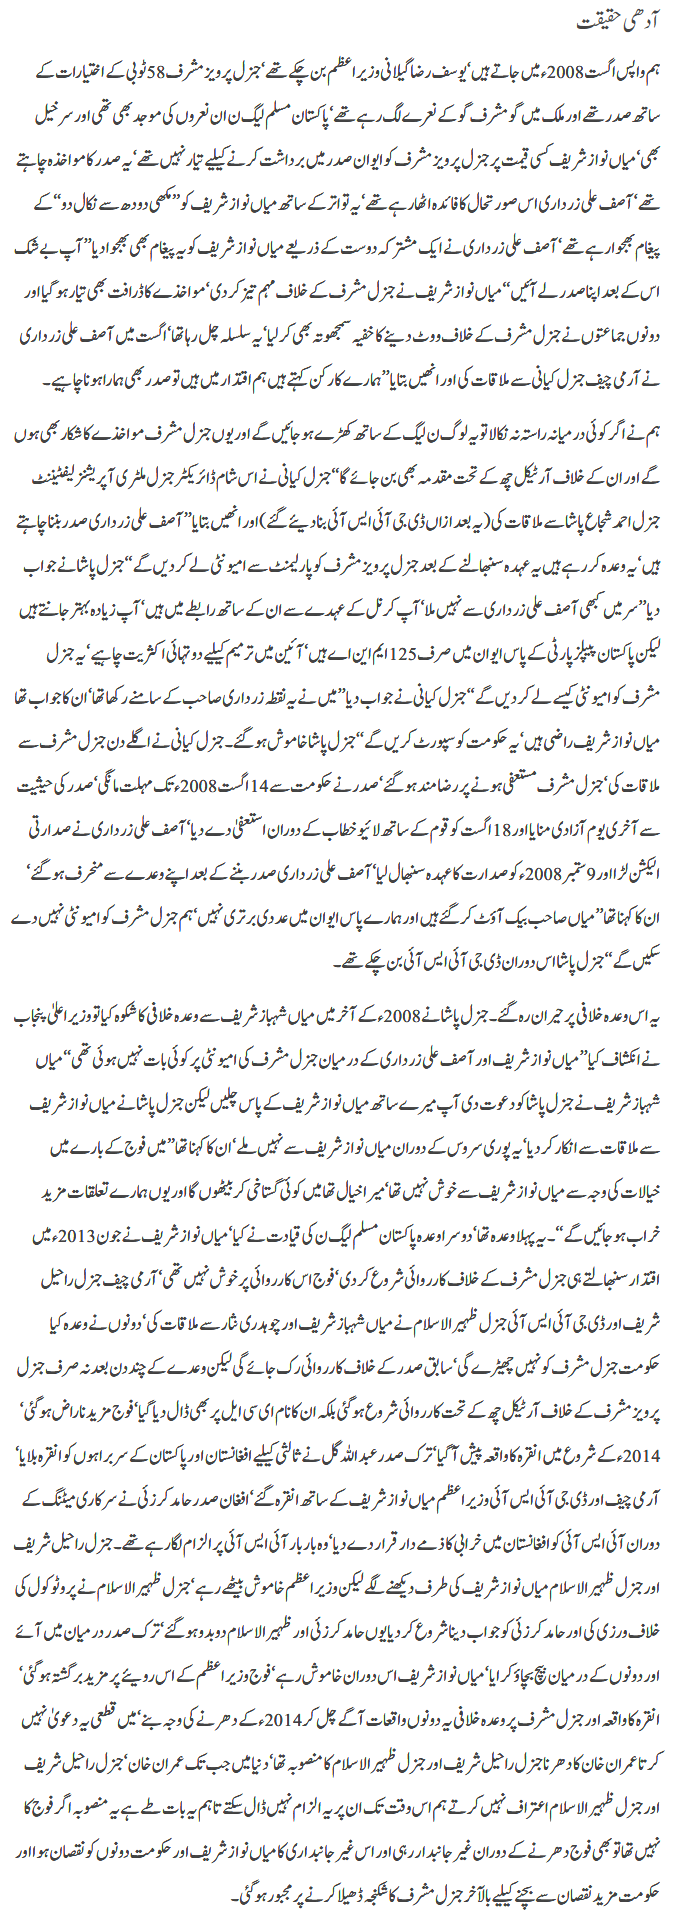 آدھی حقیقت
ہم واپس اگست 2008ء میں جاتے ہیں‘ یوسف رضا گیلانی وزیراعظم بن چکے تھے‘ جنرل پرویز مشرف 58 ٹو بی کے اختیارات کے
ساتھ صدر تھے اور ملک میں گو مشرف گو کے نعرے لگ رہے تھے‘ پاکستان مسلم لیگ ن ان نعروں کی موجد بھی تھی اور سرخیل
بھی‘ میاں نواز شریف کسی قیمت پر جنرل پرویز مشرف کو ایوان صدر میں برداشت کرنے کیلیے تیار نہیں تھے‘ یہ صدر کا مواخذہ چاہتے
تھے‘ آصف علی زرداری اس صورتحال کا فائدہ اٹھا رہے تھے‘ یہ تواتر کے ساتھ میاں نواز شریف کو ”مکھی دودھ سے نکال دو“ کے
پیغام بھجوا رہے تھے‘ آصف علی زرداری نے ایک مشترکہ دوست کے ذریعے میاں نواز شریف کو یہ پیغام بھی بھجوا دیا ”آپ بے شک
اس کے بعد اپنا صدر لے آئیں“ میاں نواز شریف نے جنرل مشرف کے خلاف مہم تیز کر دی‘ مواخذے کا ڈرافٹ بھی تیار ہو گیا اور
دونوں جماعتوں نے جنرل مشرف کے خلاف ووٹ دینے کا خفیہ سمجھوتہ بھی کر لیا‘ یہ سلسلہ چل رہا تھا‘ اگست میں آصف علی زرداری
نے آرمی چیف جنرل کیانی سے ملاقات کی اور انھیں بتایا ”ہمارے کارکن کہتے ہیں ہم اقتدار میں ہیں تو صدر بھی ہمارا ہونا چاہیے۔
ہم نے اگر کوئی درمیانہ راستہ نہ نکالا تو یہ لوگ ن لیگ کے ساتھ کھڑے ہو جائیں گے اور یوں جنرل مشرف مواخذے کا شکار بھی ہوں
گے اور ان کے خلاف آرٹیکل چھ کے تحت مقدمہ بھی بن جائے گا“ جنرل کیانی نے اس شام ڈائریکٹر جنرل ملٹری آپریشنز لیفٹیننٹ
جنرل احمد شجاع پاشا سے ملاقات کی (یہ بعد ازاں ڈی جی آئی ایس آئی بنا دیئے گئے) اور انھیں بتایا ”آصف علی زرداری صدر بننا چاہتے
ہیں‘ یہ وعدہ کر رہے ہیں یہ عہدہ سنبھالنے کے بعد جنرل پرویز مشرف کو پارلیمنٹ سے امیونٹی لے کر دیں گے“ جنرل پاشا نے جواب
دیا ”سر میں کبھی آصف علی زرداری سے نہیں ملا‘ آپ کرنل کے عہدے سے ان کے ساتھ رابطے میں ہیں‘ آپ زیادہ بہتر جانتے ہیں
لیکن پاکستان پیپلز پارٹی کے پاس ایوان میں صرف 125 ایم این اے ہیں‘ آئین میں ترمیم کیلیے دو تہائی اکثریت چاہیے‘ یہ جنرل
مشرف کو امیونٹی کیسے لے کر دیں گے“ جنرل کیانی نے جواب دیا ”میں نے یہ نقطہ زرداری صاحب کے سامنے رکھا تھا‘ ان کا جواب تھا
میاں نواز شریف راضی ہیں‘ یہ حکومت کو سپورٹ کریں گے“ جنرل پاشا خاموش ہو گئے۔ جنرل کیانی نے اگلے دن جنرل مشرف سے
ملاقات کی‘ جنرل مشرف مستعفی ہونے پر رضا مند ہو گئے‘ صدر نے حکومت سے 14 اگست 2008ء تک مہلت مانگی‘ صدر کی حیثیت
سے آخری یوم آزادی منایا اور 18 اگست کو قوم کے ساتھ لائیو خطاب کے دوران استعفیٰ دے دیا‘ آصف علی زرداری نے صدارتی
الیکشن لڑا اور 9 ستمبر 2008ء کو صدارت کا عہدہ سنبھال لیا‘ آصف علی زرداری صدر بننے کے بعد اپنے وعدے سے منحرف ہو گئے‘
ان کا کہنا تھا ”میاں صاحب بیک آؤٹ کر گئے ہیں اور ہمارے پاس ایوان میں عددی برتری نہیں‘ ہم جنرل مشرف کو امیونٹی نہیں دے
سکیں گے“ جنرل پاشا اس دوران ڈی جی آئی ایس آئی بن چکے تھے۔
یہ اس وعدہ خلافی پر حیران رہ گئے۔ جنرل پاشا نے 2008ء کے آخر میں میاں شہباز شریف سے وعدہ خلافی کا شکوہ کیا تو وزیراعلیٰ پنجاب
نے انکشاف کیا ”میاں نواز شریف اور آصف علی زرداری کے درمیان جنرل مشرف کی امیونٹی پر کوئی بات نہیں ہوئی تھی“ میاں
شہباز شریف نے جنرل پاشا کو دعوت دی آپ میرے ساتھ میاں نواز شریف کے پاس چلیں لیکن جنرل پاشا نے میاں نواز شریف
سے ملاقات سے انکار کر دیا‘ یہ پوری سروس کے دوران میاں نواز شریف سے نہیں ملے‘ ان کا کہنا تھا ”میں فوج کے بارے میں
خیالات کی وجہ سے میاں نواز شریف سے خوش نہیں تھا‘ میرا خیال تھا میں کوئی گستاخی کر بیٹھوں گا اور یوں ہمارے تعلقات مزید
خراب ہو جائیں گے“۔ یہ پہلا وعدہ تھا‘ دوسرا وعدہ پاکستان مسلم لیگ ن کی قیادت نے کیا‘ میاں نواز شریف نے جون 2013ء میں
اقتدار سنبھالتے ہی جنرل مشرف کے خلاف کارروائی شروع کر دی‘ فوج اس کارروائی پر خوش نہیں تھی‘ آرمی چیف جنرل راحیل
شریف اور ڈی جی آئی ایس آئی جنرل ظہیر الاسلام نے میاں شہباز شریف اور چوہدری نثار سے ملاقات کی‘ دونوں نے وعدہ کیا
حکومت جنرل مشرف کو نہیں چھیڑے گی‘ سابق صدر کے خلاف کارروائی رک جائے گی لیکن وعدے کے چند دن بعد نہ صرف جنرل
پرویز مشرف کے خلاف آرٹیکل چھ کے تحت کارروائی شروع ہو گئی بلکہ ان کا نام ای سی ایل پر بھی ڈال دیا گیا‘ فوج مزید ناراض ہو گئی‘
2014ء کے شروع میں انقرہ کا واقعہ پیش آ گیا‘ ترک صدر عبداللہ گل نے ثالثی کیلیے افغانستان اور پاکستان کے سربراہوں کو انقرہ بلایا‘
آرمی چیف اور ڈی جی آئی ایس آئی وزیراعظم میاں نواز شریف کے ساتھ انقرہ گئے‘ افغان صدر حامد کرزئی نے سرکاری میٹنگ کے
دوران آئی ایس آئی کو افغانستان میں خرابی کا ذمے دار قرار دے دیا‘ وہ بار بار آئی ایس آئی پر الزام لگا رہے تھے۔ جنرل راحیل شریف
اور جنرل ظہیر الاسلام میاں نواز شریف کی طرف دیکھنے لگے لیکن وزیراعظم خاموش بیٹھے رہے‘ جنرل ظہیر الاسلام نے پروٹوکول کی
خلاف ورزی کی اور حامد کرزئی کو جواب دینا شروع کر دیا یوں حامد کرزئی اور ظہیر الاسلام دوبدو ہو گئے‘ ترک صدر درمیان میں آئے
اور دونوں کے درمیان بیچ بچاؤ کرایا‘ میاں نواز شریف اس دوران خاموش رہے‘ فوج وزیراعظم کے اس رویئے پر مزید برگشتہ ہو گئی‘
انقرہ کا واقعہ اور جنرل مشرف پر وعدہ خلافی یہ دونوں واقعات آگے چل کر 2014ء کے دھرنے کی وجہ بنے‘ میں قطعی یہ دعویٰ نہیں
کرتا عمران خان کا دھرنا جنرل راحیل شریف اور جنرل ظہیر الاسلام کا منصوبہ تھا‘ دنیا میں جب تک عمران خان‘ جنرل راحیل شریف
اور جنرل ظہیر الاسلام اعتراف نہیں کرتے ہم اس وقت تک ان پر یہ الزام نہیں ڈال سکتے تاہم یہ بات طے ہے یہ منصوبہ اگر فوج کا
نہیں تھا تو بھی فوج دھرنے کے دوران غیر جانبدار رہی اور اس غیر جانبداری کا میاں نواز شریف اور حکومت دونوں کو نقصان ہوا اور
حکومت مزید نقصان سے بچنے کیلیے بالآخر جنرل مشرف کا شکنجہ ڈھیلا کرنے پر مجبور ہو گئی۔